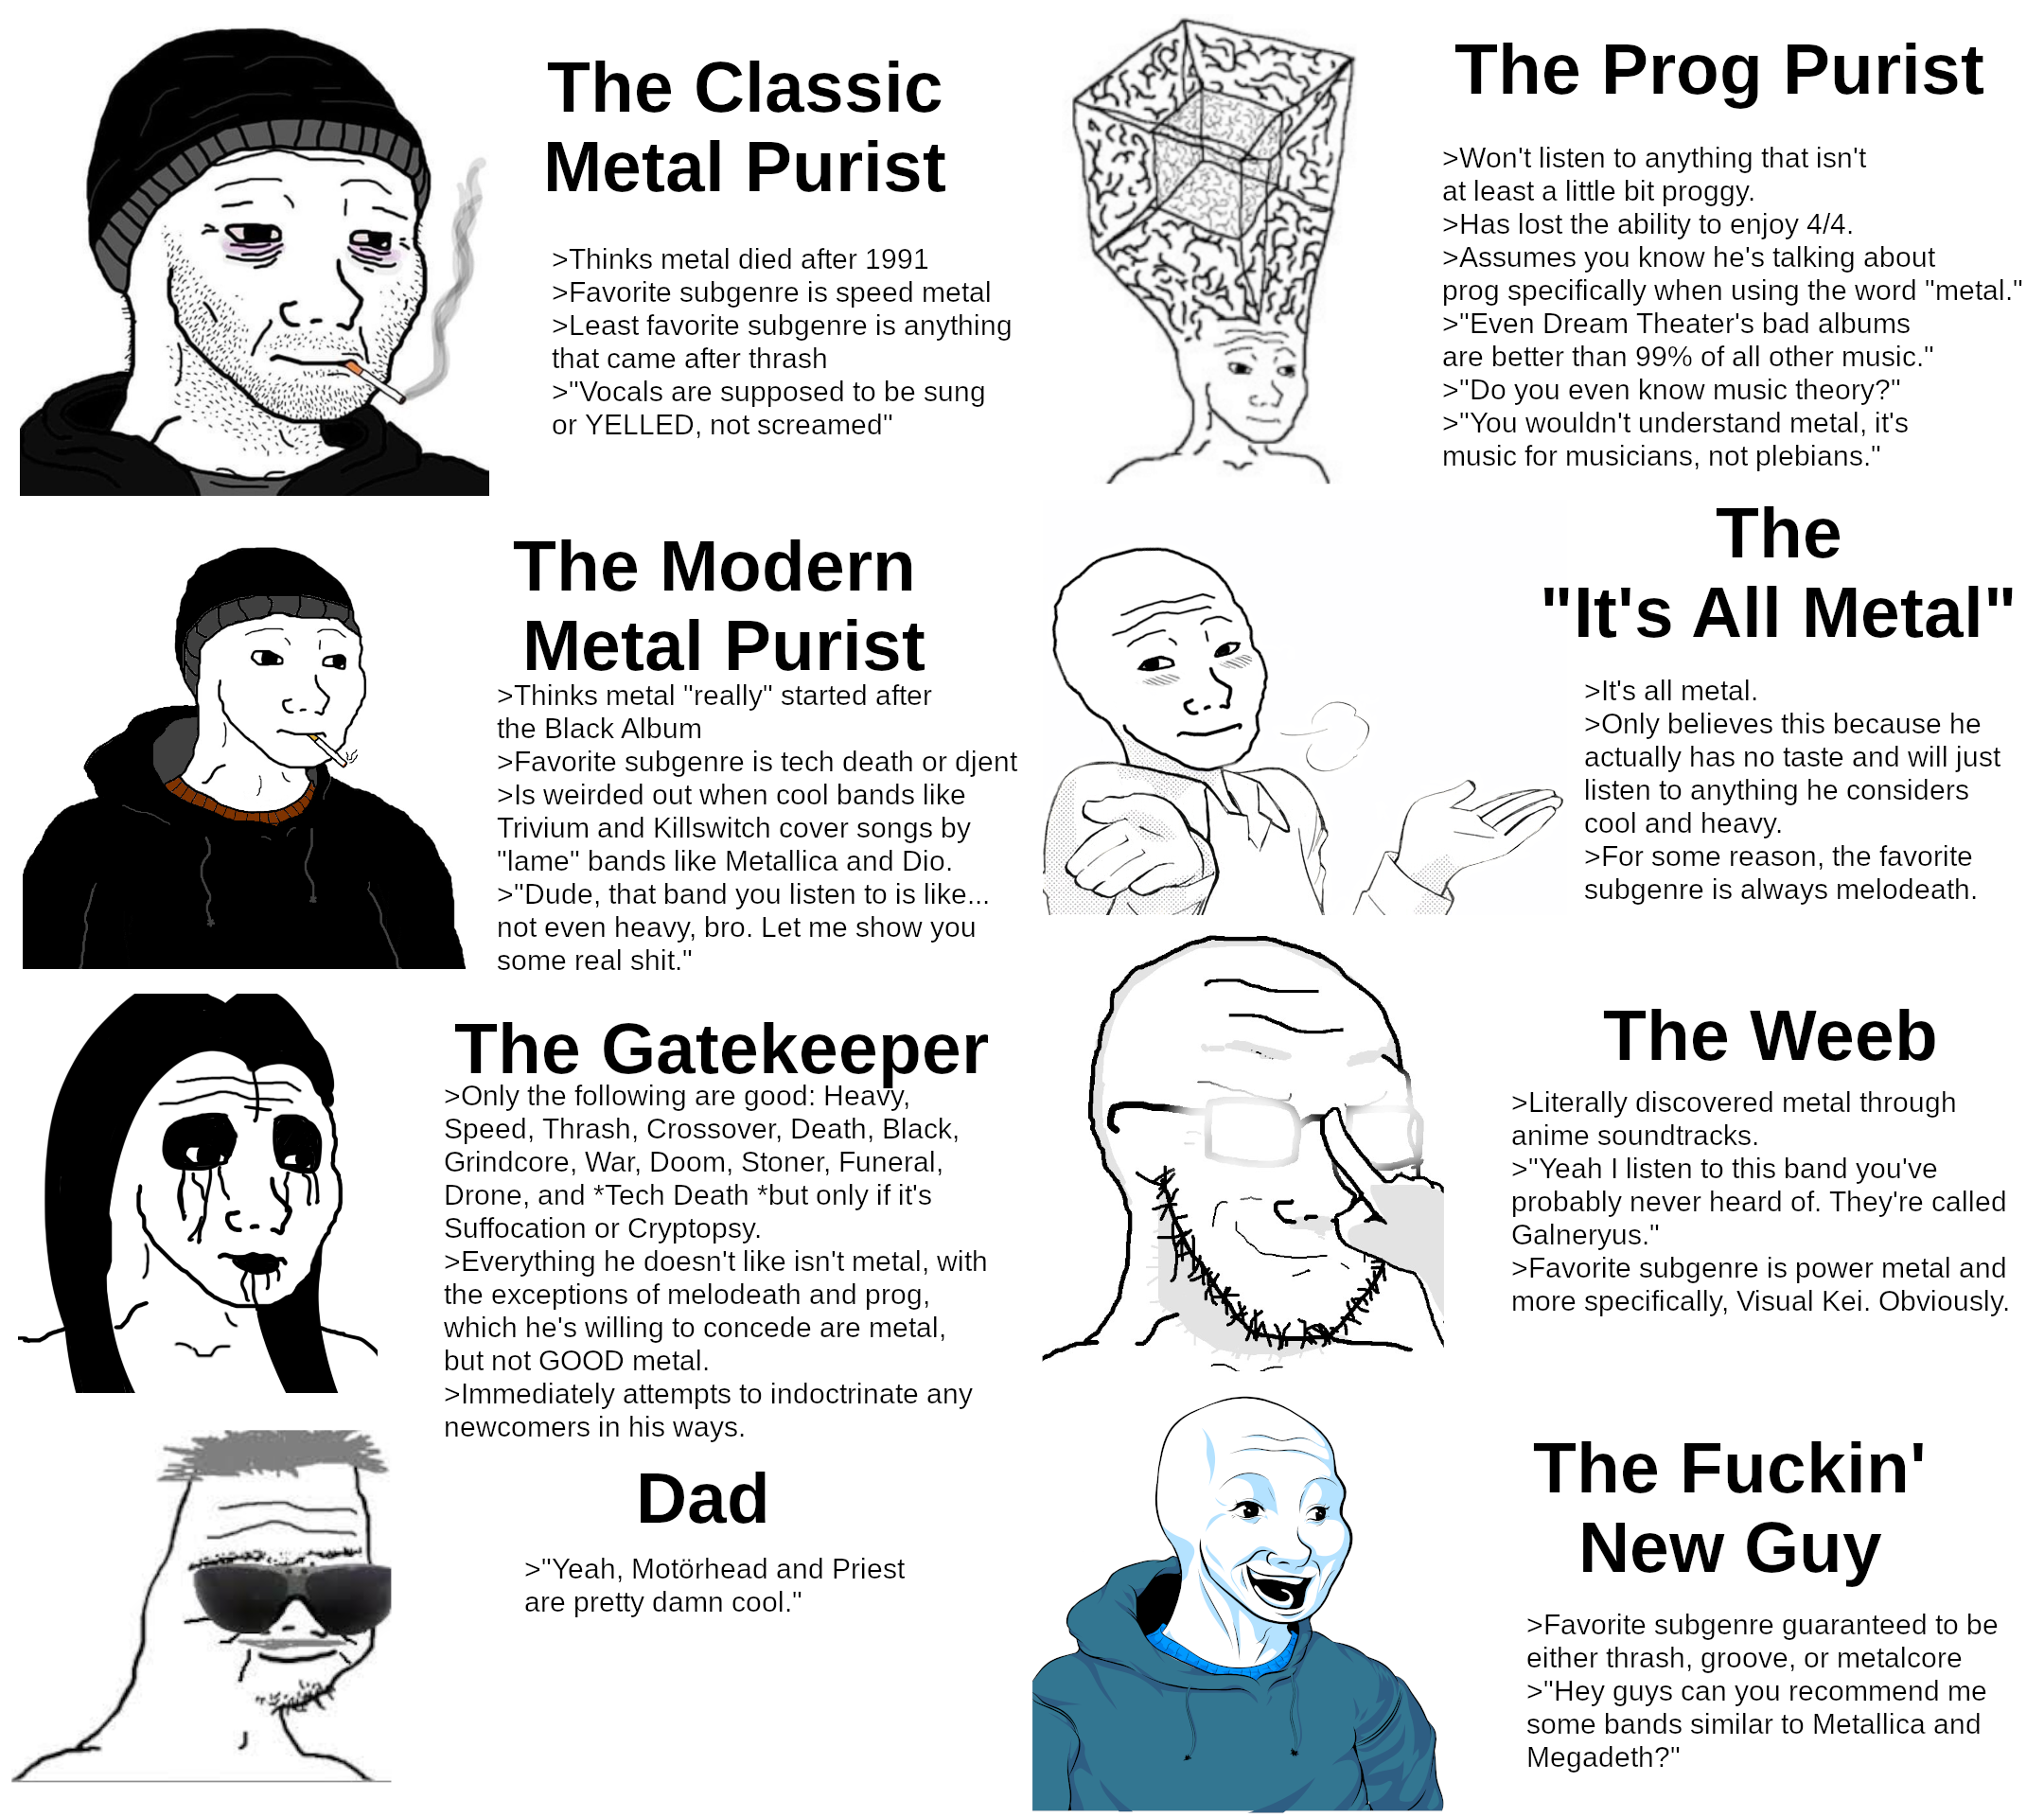 The Classic
Metal Purist
>Thinks metal died after 1991
>Favorite subgenre is speed metal
>Least favorite subgenre is anything
that came after thrash
>"Vocals are supposed to be sung
or YELLED, not screamed"
The Prog Purist
>Won't listen to anything that isn't
at least a little bit proggy.
>Has lost the ability to enjoy 4/4.
>Assumes you know he's talking about
prog specifically when using the word "metal."
>"Even Dream Theater's bad albums
are better than 99% of all other music."
>"Do you even know music theory?"
>"You wouldn't understand metal, it's
music for musicians, not plebians."
The Modern
Metal Purist
>Thinks metal "really" started after
the Black Album
>Favorite subgenre is tech death or djent
>Is weirded out when cool bands like
Trivium and Killswitch cover songs by
"lame" bands like Metallica and Dio.
>"Dude, that band you listen to is like...
not even heavy, bro. Let me show you
some real shit."
The
"It's All Metal"
>It's all metal.
>Only believes this because he
actually has no taste and will just
listen to anything he considers
cool and heavy.
>For some reason, the favorite
subgenre is always melodeath.
The Gatekeeper
>Only the following are good: Heavy,
Speed, Thrash, Crossover, Death, Black,
Grindcore, War, Doom, Stoner, Funeral,
Drone, and *Tech Death *but only if it's
Suffocation or Cryptopsy.
>Everything he doesn't like isn't metal, with
the exceptions of melodeath and prog,
which he's willing to concede are metal,
but not GOOD metal.
>Immediately attempts to indoctrinate any
newcomers in his ways.
The Weeb
>Literally discovered metal through
anime soundtracks.
>"Yeah I listen to this band you've
probably never heard of. They're called
Galneryus."
>Favorite subgenre is power metal and
more specifically, Visual Kei. Obviously.
Dad
>"Yeah, Motörhead and Priest
are pretty damn cool."
The Fuckin'
New Guy
>Favorite subgenre guaranteed to be
either thrash, groove, or metalcore
>"Hey guys can you recommend me
some bands similar to Metallica and
Megadeth?"